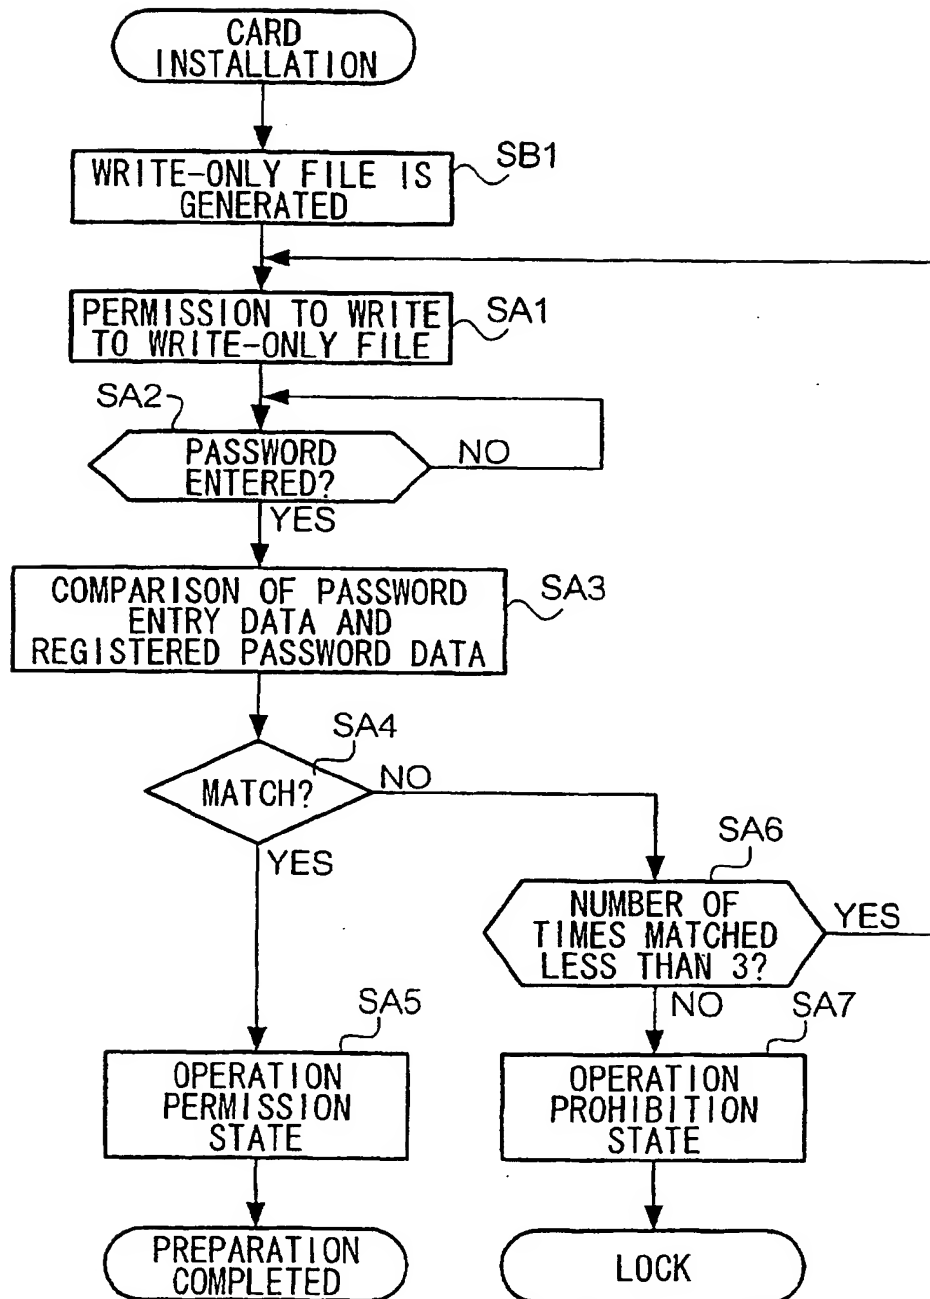 CARD
INSTALLATION
SB1
WRITE-ONLY FILE IS
GENERATED
SA1
PERMISSION TO WRITE
TO WRITE-ONLY FILE
SA2
PASSWORD
ENTERED?
NO
YES
SA3
COMPARISON OF PASSWORD
ENTRY DATA AND
REGISTERED PASSWORD DATA
SA4
MATCH?
NO
YES
SA6
NUMBER OF
TIMES MATCHED
LESS THAN 3?
YES
NO
SA5
OPERATION
PERMISSION
STATE
SA7
OPERATION
PROHIBITION
STATE
PREPARATION
COMPLETED
LOCK